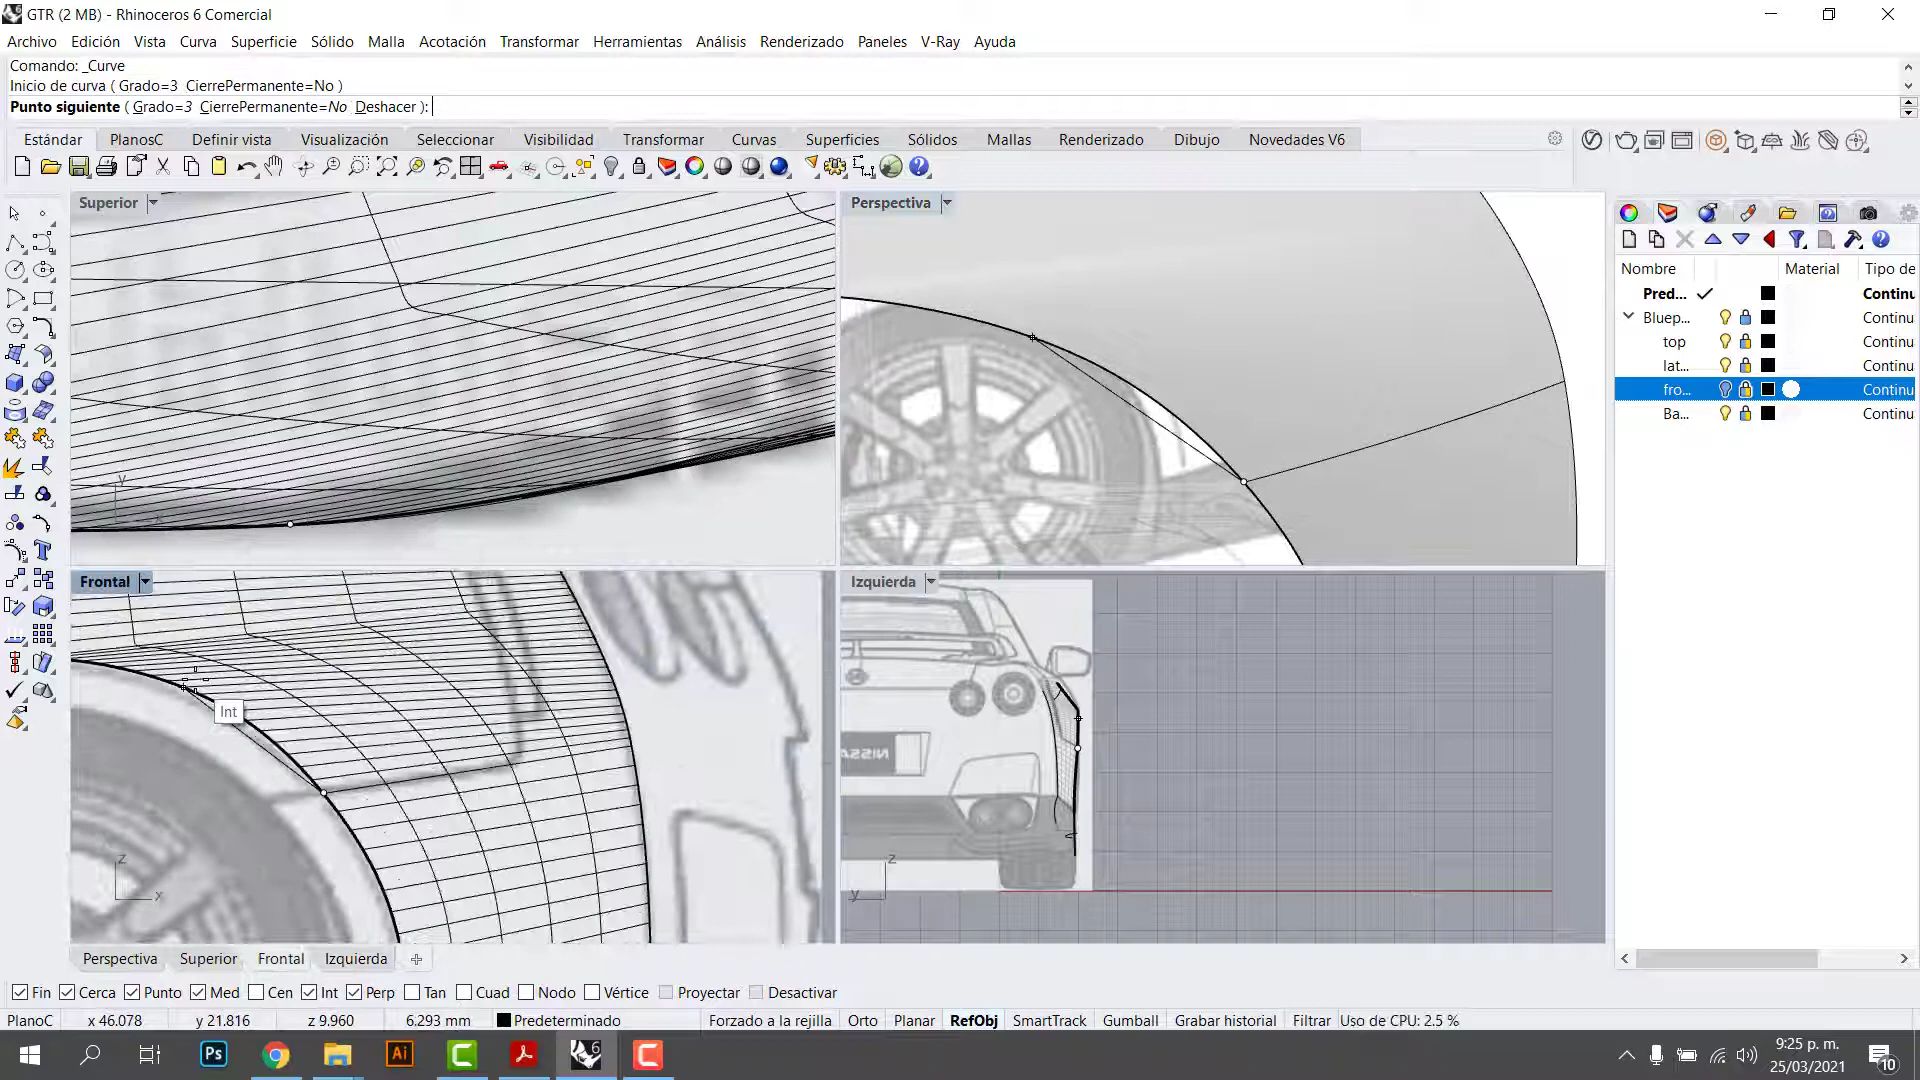 GTR (2 MB) - Rhinoceros 6 Comercial
Archivo Edición Vista Curva Superficie Sólido Malla Acotación Transformar Herramientas Análisis Renderizado Paneles V-Ray Ayuda
Comando: _Curve
Inicio de curva ( Grado=3 CierrePermanente=No )
Punto siguiente ( Grado=3 CierrePermanente=No Deshacer ):
Estándar PlanosC Definir vista Visualización Seleccionar Visibilidad Transformar Curvas Superficies Sólidos Mallas Renderizado Dibujo Novedades V6
Superior
Perspectiva
Nombre Material Tipo de
Pred... Continu
Bluep... Continu
top Continu
lat... Continu
fro... Continu
Ba... Continu
y
x
Frontal
Izquierda
Int
NISSA
z
x
z
y
Perspectiva Superior Frontal Izquierda
Fin Cerca Punto Med Cen Int Perp Tan Cuad Nodo Vértice Proyectar Desactivar
PlanoC x 46.078 y 21.816 z 9.960 6.293 mm Predeterminado Forzado a la rejilla Orto Planar RefObj SmartTrack Gumball Grabar historial Filtrar Uso de CPU: 2.5 %
Ps Ai C 6 C
9:25 p. m.
25/03/2021
10